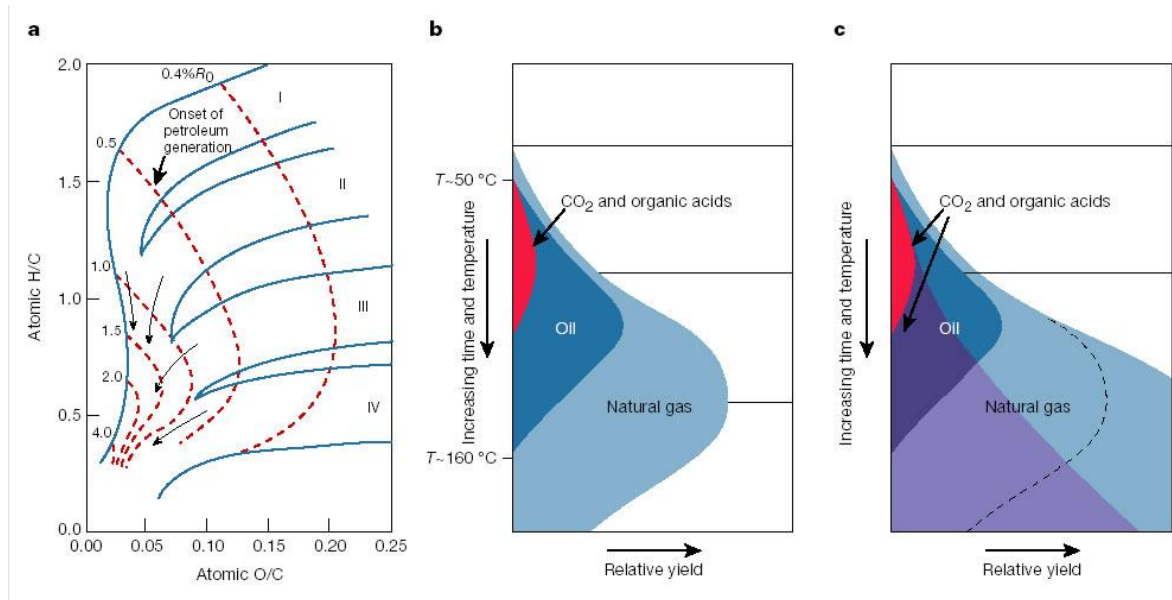 a
2.0
1.5
1.0
0.5
0.0
Atomic H/C
0.00
0.05
0.10
0.15
0.20
0.25
Atomic O/C
0.4%R0
0.5
1.0
1.5
2.0
4.0
Onset of
petroleum
generation
I
II
III
IV
b
Increasing time and temperature
T~50 °C
T~160 °C
CO2 and organic acids
Oil
Natural gas
Relative yield
c
Increasing time and temperature
CO2 and organic acids
Oil
Natural gas
Relative yield